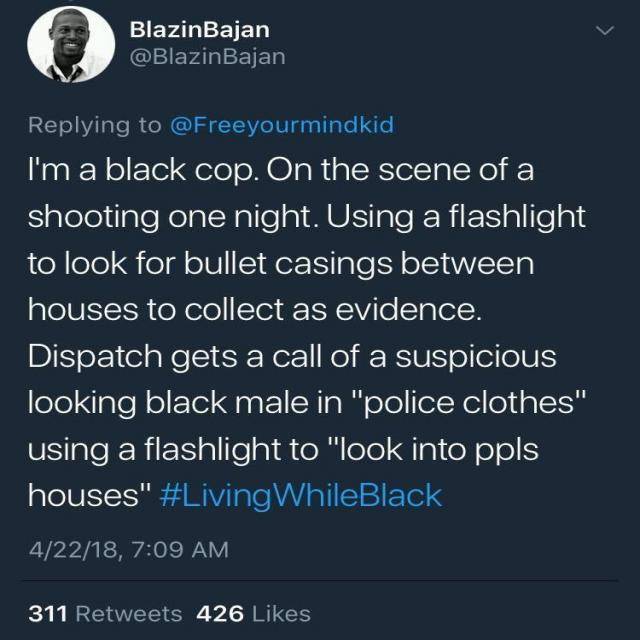 BlazinBajan
@BlazinBajan
Replying to @Freeyourmindkid
I'm a black cop. On the scene of a
shooting one night. Using a flashlight
to look for bullet casings between
houses to collect as evidence.
Dispatch gets a call of a suspicious
looking black male in "police clothes"
using a flashlight to "look into ppls
houses" #LivingWhileBlack
4/22/18, 7:09 AM
311 Retweets 426 Likes